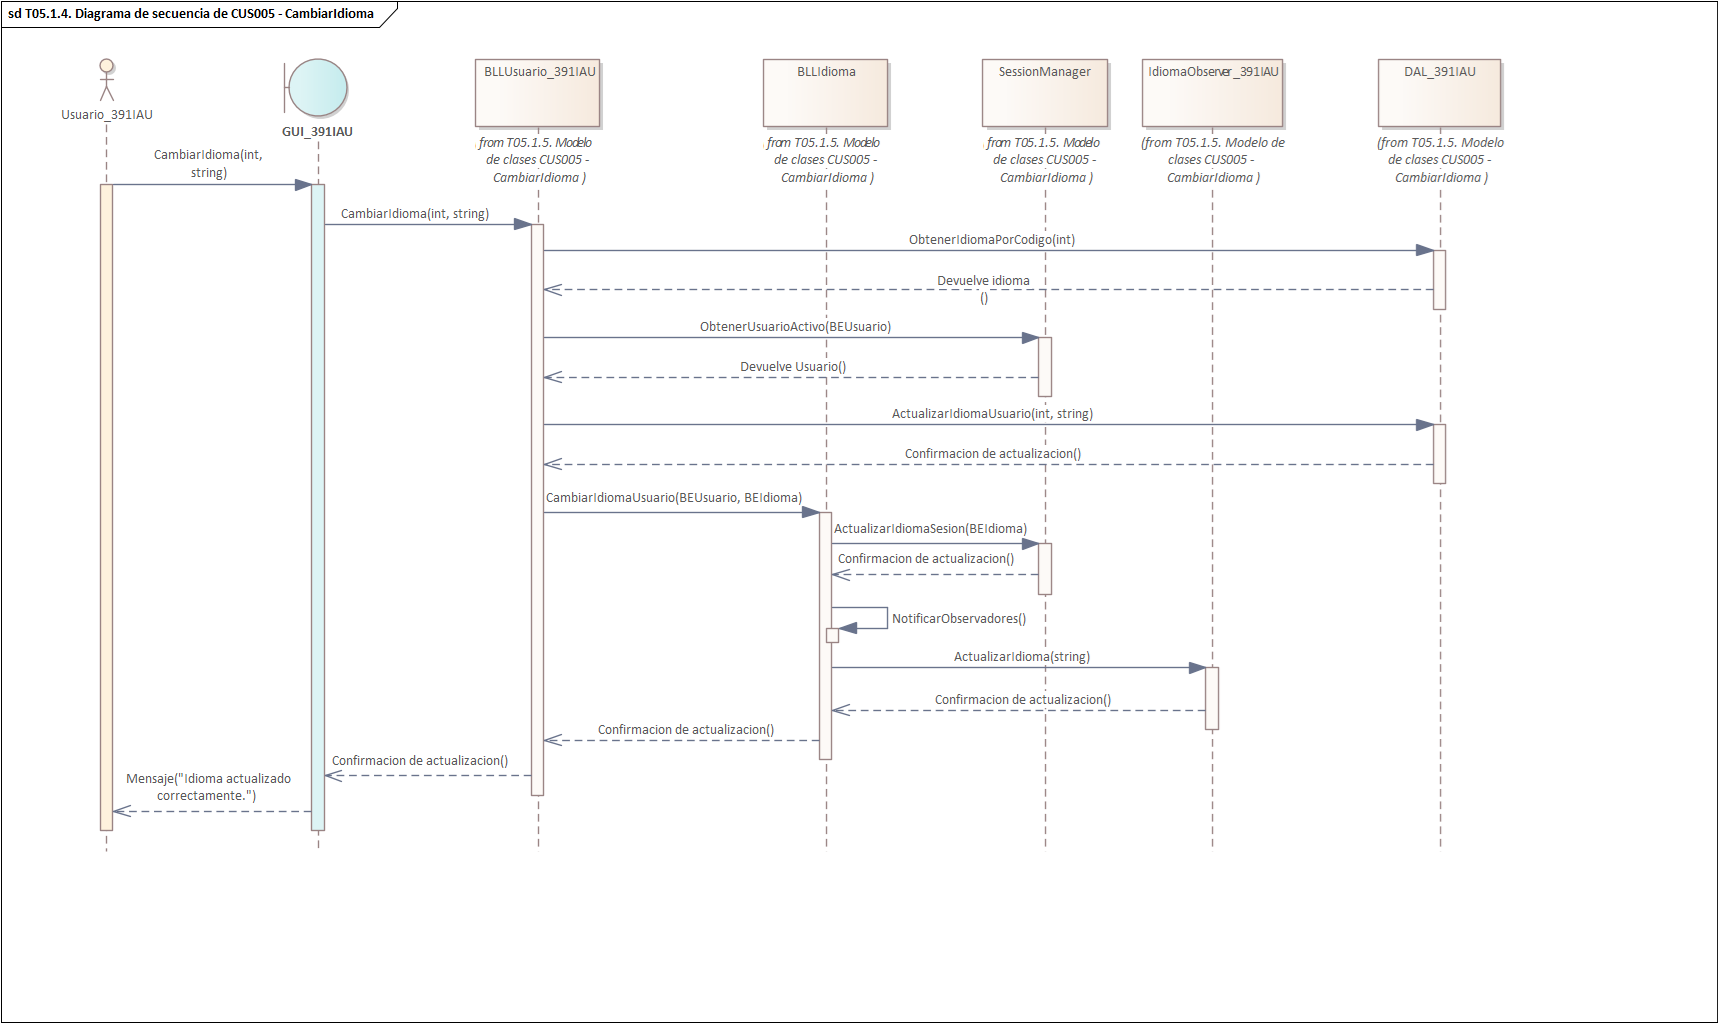 sd T05.1.4. Diagrama de secuencia de CUS005 - CambiarIdioma
Usuario_391IAU
GUI_391IAU
BLLUsuario_391IAU
from T05.1.5. Modelo
de clases CUS005 -
CambiarIdioma )
BLLIdioma
from T05.1.5. Modelo
de clases CUS005 -
CambiarIdioma )
SessionManager
from T05.1.5. Modelo
de clases CUS005 -
CambiarIdioma )
IdiomaObserver_391IAU
(from T05.1.5. Modelo de
clases CUS005 -
CambiarIdioma )
DAL_391IAU
(from T05.1.5. Modelo
de clases CUS005 -
CambiarIdioma )
CambiarIdioma(int,
string)
CambiarIdioma(int, string)
ObtenerIdiomaPorCodigo(int)
Devuelve idioma
()
ObtenerUsuarioActivo(BEUsuario)
Devuelve Usuario()
ActualizarIdiomaUsuario(int, string)
Confirmacion de actualizacion()
CambiarIdiomaUsuario(BEUsuario, BEIdioma)
ActualizarIdiomaSesion(BEIdioma)
Confirmacion de actualizacion()
NotificarObservadores()
ActualizarIdioma(string)
Confirmacion de actualizacion()
Confirmacion de actualizacion()
Confirmacion de actualizacion()
Mensaje("Idioma actualizado
correctamente.")